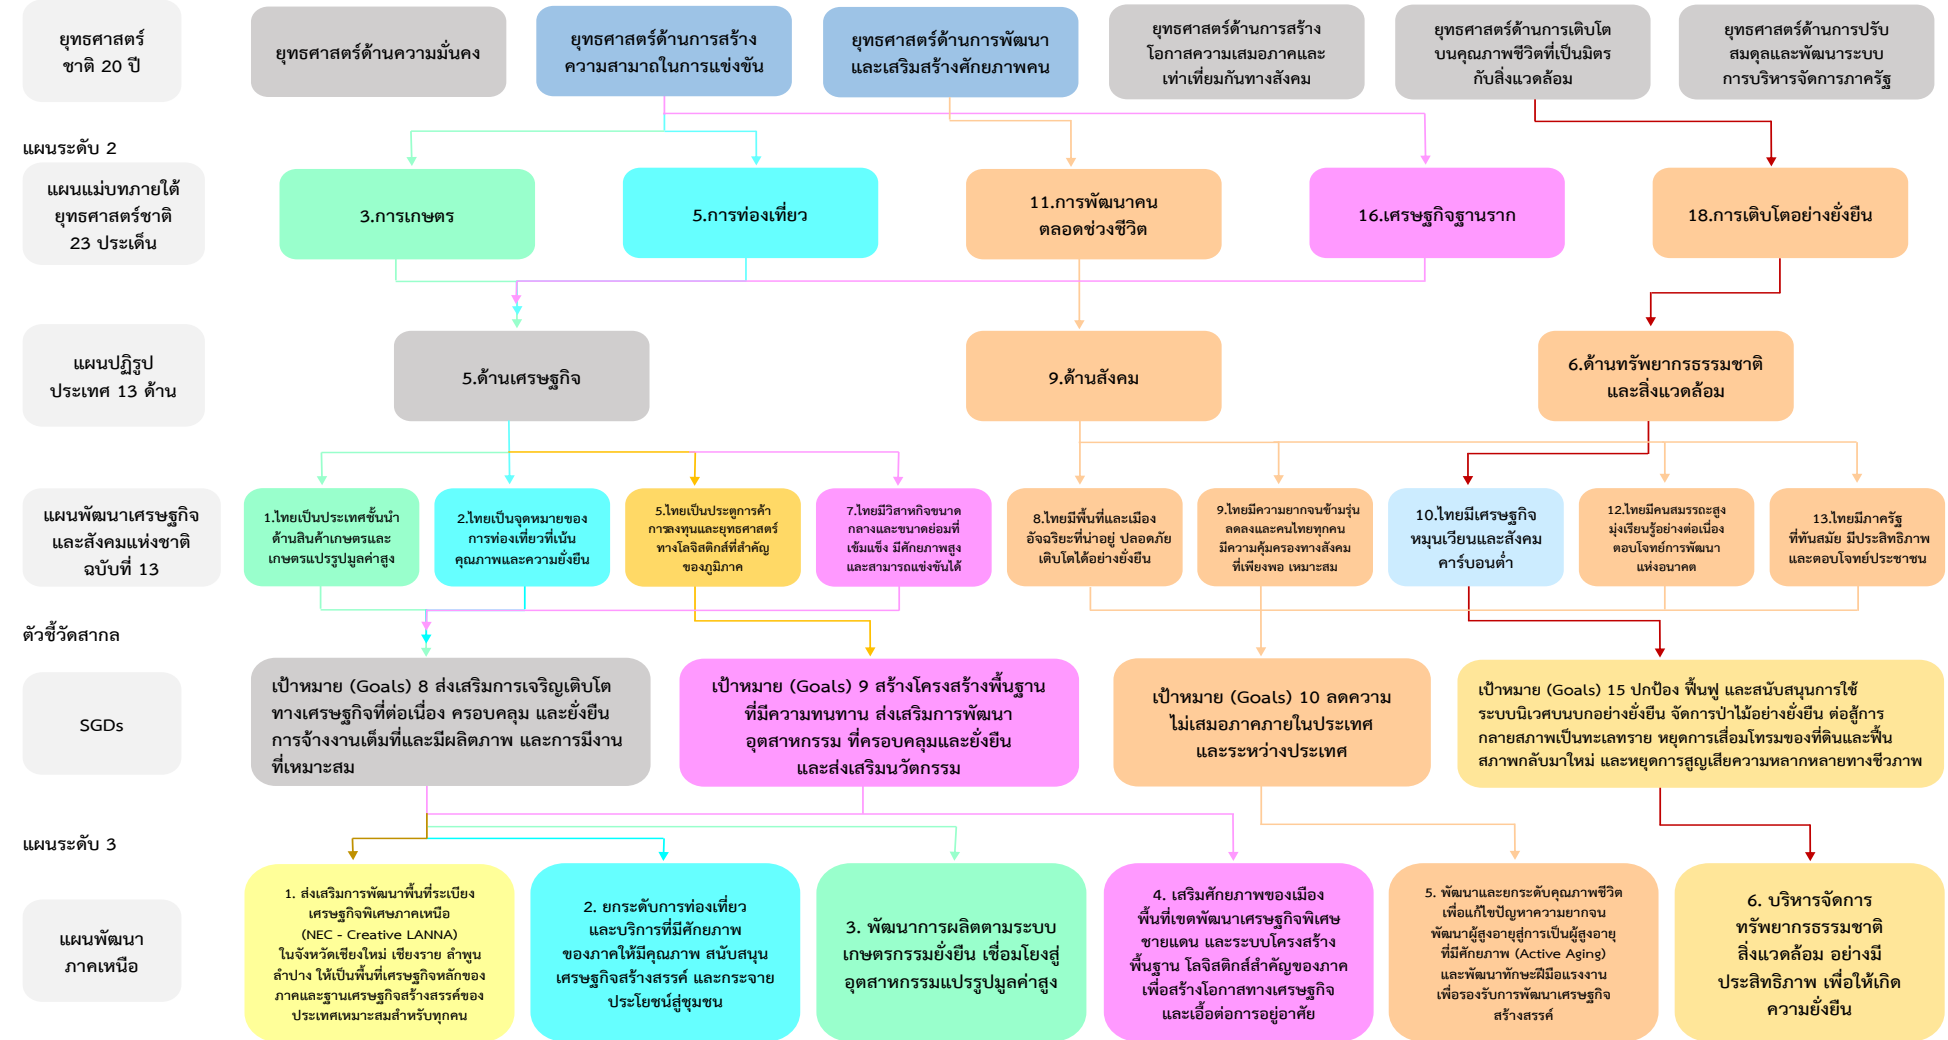 ยุทธศาสตร์
ชาติ 20 ปี
ยุทธศาสตร์ด้านความมั่นคง
ยุทธศาสตร์ด้านการสร้าง
ความสามาถในการแข่งขัน
ยุทธศาสตร์ด้านการพัฒนา
และเสริมสร้างศักยภาพคน
ยุทธศาสตร์ด้านการสร้าง
โอกาสความเสมอภาคและ
เท่าเทียมกันทางสังคม
ยุทธศาสตร์ด้านการเติบโต
บนคุณภาพชีวิตที่เป็นมิตร
กับสิ่งแวดล้อม
ยุทธศาสตร์ด้านการปรับ
สมดุลและพัฒนาระบบ
การบริหารจัดการภาครัฐ
แผนระดับ 2
แผนแม่บทภายใต้
ยุทธศาสตร์ชาติ
23 ประเด็น
3.การเกษตร
5.การท่องเที่ยว
11.การพัฒนาคน
ตลอดช่วงชีวิต
16.เศรษฐกิจฐานราก
18.การเติบโตอย่างยั่งยืน
แผนปฏิรูป
ประเทศ 13 ด้าน
5.ด้านเศรษฐกิจ
9.ด้านสังคม
6.ด้านทรัพยากรธรรมชาติ
และสิ่งแวดล้อม
แผนพัฒนาเศรษฐกิจ
และสังคมแห่งชาติ
ฉบับที่ 13
1.ไทยเป็นประเทศชั้นนำ
ด้านสินค้าเกษตรและ
เกษตรแปรรูปมูลค่าสูง
2.ไทยเป็นจุดหมายของ
การท่องเที่ยวที่เน้น
คุณภาพและความยั่งยืน
5.ไทยเป็นประตูการค้า
การลงทุนและยุทธศาสตร์
ทางโลจิสติกส์ที่สำคัญ
ของภูมิภาค
7.ไทยมีวิสาหกิจขนาด
กลางและขนาดย่อมที่
เข้มแข็ง มีศักยภาพสูง
และสามารถแข่งขันได้
8.ไทยมีพื้นที่และเมือง
อัจฉริยะที่น่าอยู่ ปลอดภัย
เติบโตได้อย่างยั่งยืน
9.ไทยมีความยากจนข้ามรุ่น
ลดลงและคนไทยทุกคน
มีความคุ้มครองทางสังคม
ที่เพียงพอ เหมาะสม
10.ไทยมีเศรษฐกิจ
หมุนเวียนและสังคม
คาร์บอนต่ำ
12.ไทยมีคนสมรรถะสูง
มุ่งเรียนรู้อย่างต่อเนื่อง
ตอบโจทย์การพัฒนา
แห่งอนาคต
13.ไทยมีภาครัฐ
ที่ทันสมัย มีประสิทธิภาพ
และตอบโจทย์ประชาชน
ตัวชี้วัดสากล
SGDs
เป้าหมาย (Goals) 8 ส่งเสริมการเจริญเติบโต
ทางเศรษฐกิจที่ต่อเนื่อง ครอบคลุม และยั่งยืน
การจ้างงานเต็มที่และมีผลิตภาพ และการมีงาน
ที่เหมาะสม
เป้าหมาย (Goals) 9 สร้างโครงสร้างพื้นฐาน
ที่มีความทนทาน ส่งเสริมการพัฒนา
อุตสาหกรรม ที่ครอบคลุมและยั่งยืน
และส่งเสริมนวัตกรรม
เป้าหมาย (Goals) 10 ลดความ
ไม่เสมอภาคภายในประเทศ
และระหว่างประเทศ
เป้าหมาย (Goals) 15 ปกป้อง ฟื้นฟู และสนับสนุนการใช้
ระบบนิเวศบนบกอย่างยั่งยืน จัดการป่าไม้อย่างยั่งยืน ต่อสู้การ
กลายสภาพเป็นทะเลทราย หยุดการเสื่อมโทรมของที่ดินและฟื้น
สภาพกลับมาใหม่ และหยุดการสูญเสียความหลากหลายทางชีวภาพ
แผนระดับ 3
แผนพัฒนา
ภาคเหนือ
1. ส่งเสริมการพัฒนาพื้นที่ระเบียง
เศรษฐกิจพิเศษภาคเหนือ
(NEC - Creative LANNA)
ในจังหวัดเชียงใหม่ เชียงราย ลำพูน
ลำปาง ให้เป็นพื้นที่เศรษฐกิจหลักของ
ภาคและฐานเศรษฐกิจสร้างสรรค์ของ
ประเทศเหมาะสมสำหรับทุกคน
2. ยกระดับการท่องเที่ยว
และบริการที่มีศักยภาพ
ของภาคให้มีคุณภาพ สนับสนุน
เศรษฐกิจสร้างสรรค์ และกระจาย
ประโยชน์สู่ชุมชน
3. พัฒนาการผลิตตามระบบ
เกษตรกรรมยั่งยืน เชื่อมโยงสู่
อุตสาหกรรมแปรรูปมูลค่าสูง
4. เสริมศักยภาพของเมือง
พื้นที่เขตพัฒนาเศรษฐกิจพิเศษ
ชายแดน และระบบโครงสร้าง
พื้นฐาน โลจิสติกส์สำคัญของภาค
เพื่อสร้างโอกาสทางเศรษฐกิจ
และเอื้อต่อการอยู่อาศัย
5. พัฒนาและยกระดับคุณภาพชีวิต
เพื่อแก้ไขปัญหาความยากจน
พัฒนาผู้สูงอายุสู่การเป็นผู้สูงอายุ
ที่มีศักยภาพ (Active Aging)
และพัฒนาทักษะฝีมือแรงงาน
เพื่อรองรับการพัฒนาเศรษฐกิจ
สร้างสรรค์
6. บริหารจัดการ
ทรัพยากรธรรมชาติ
สิ่งแวดล้อม อย่างมี
ประสิทธิภาพ เพื่อให้เกิด
ความยั่งยืน